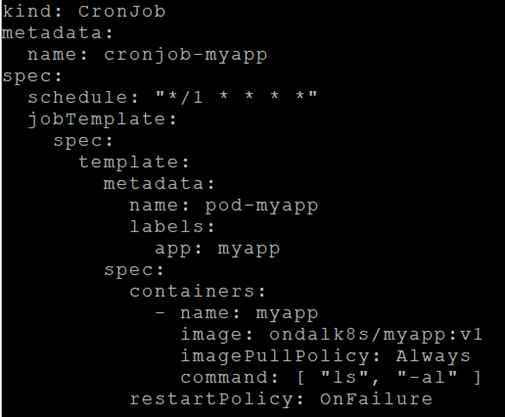 kind: CronJob
metadata:
  name: cronjob-myapp
spec:
  schedule: "*/1 * * * *"
  jobTemplate:
    spec:
      template:
        metadata:
          name: pod-myapp
          labels:
            app: myapp
        spec:
          containers:
            - name: myapp
              image: ondalk8s/myapp:v1
              imagePullPolicy: Always
              command: [ "ls", "-al" ]
          restartPolicy: OnFailure